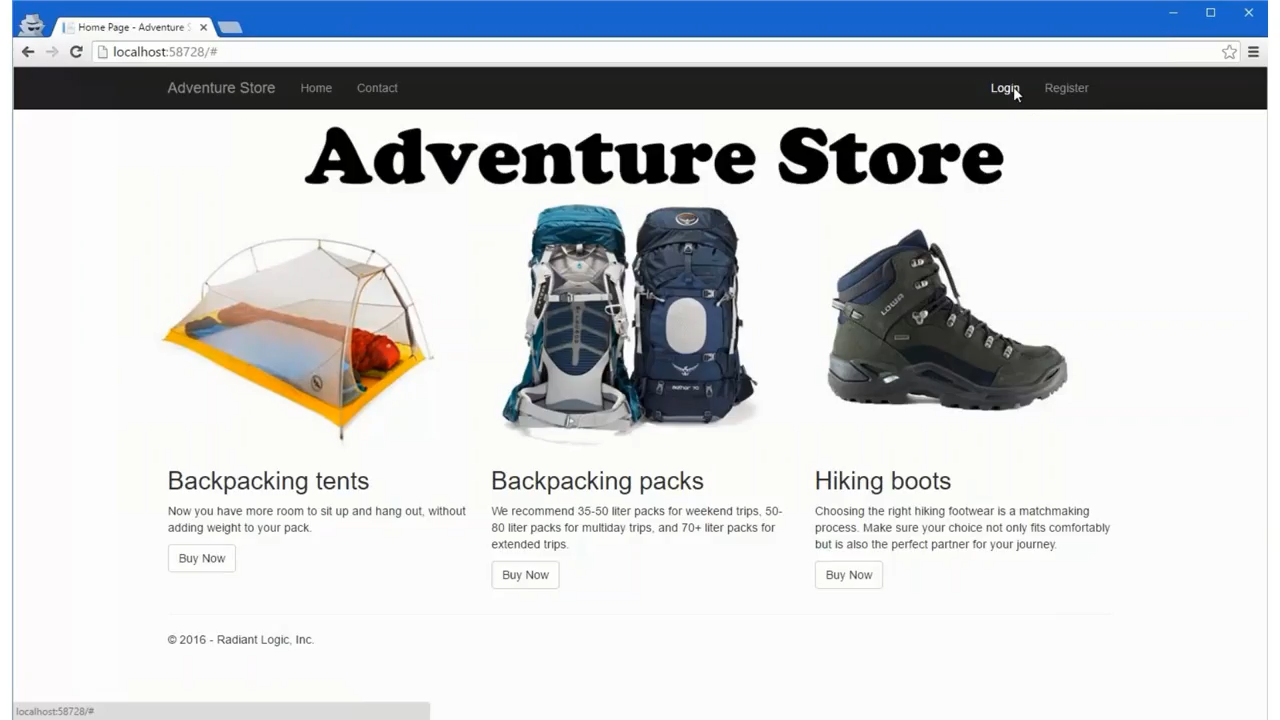 Home Page - Adventure S
localhost:58728/#
Adventure Store Home Contact Login Register
Adventure Store
LOWA
Backpacking tents
Now you have more room to sit up and hang out, without
adding weight to your pack.
Buy Now
Backpacking packs
We recommend 35-50 liter packs for weekend trips, 50-
80 liter packs for multiday trips, and 70+ liter packs for
extended trips.
Buy Now
Hiking boots
Choosing the right hiking footwear is a matchmaking
process. Make sure your choice not only fits comfortably
but is also the perfect partner for your journey.
Buy Now
© 2016 - Radiant Logic, Inc.
localhost:58728/#